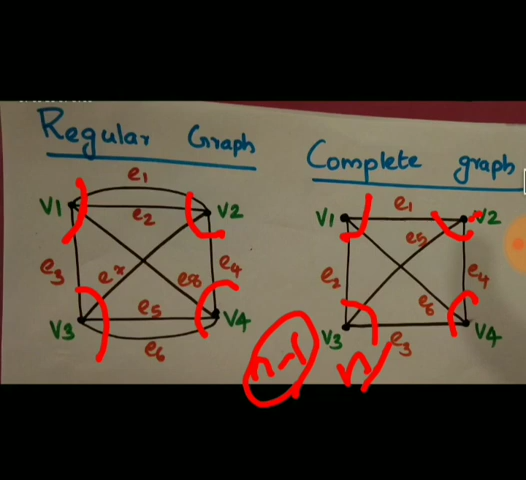 Regular Graph
e1
V1
e2
V2
e3
ex
e8
e4
e5
V3
V4
e6
Complete graph
V1
e1
V2
e5
e2
e4
e6
V3
e3
V4
n-1
n